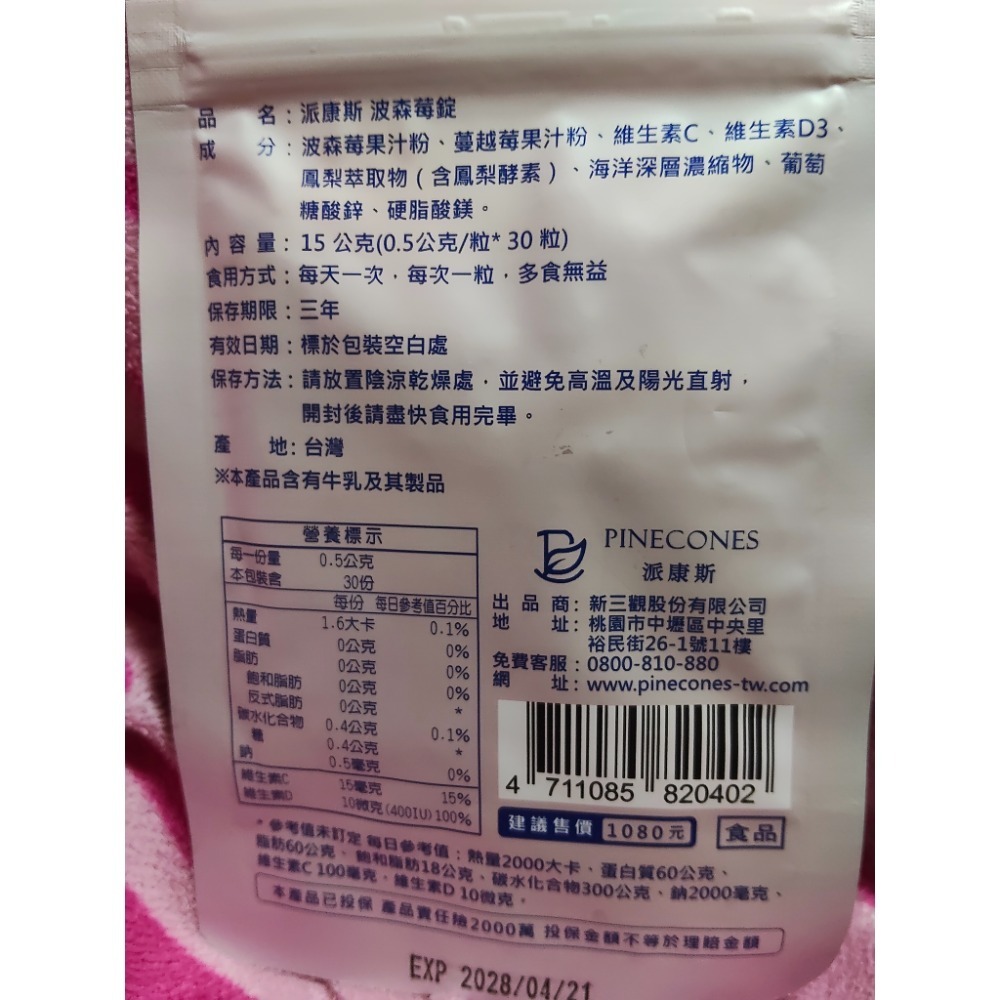 品　　名：派康斯 波森莓錠
成　　分：波森莓果汁粉、蔓越莓果汁粉、維生素C、維生素D3、
鳳梨萃取物（含鳳梨酵素）、海洋深層濃縮物、葡萄
糖酸鋅、硬脂酸鎂。
內 容 量：15 公克(0.5公克/粒* 30 粒)
食用方式：每天一次，每次一粒，多食無益
保存期限：三年
有效日期：標於包裝空白處
保存方法：請放置陰涼乾燥處，並避免高溫及陽光直射，
開封後請盡快食用完畢。
產　　地：台灣
※本產品含有牛乳及其製品
營養標示
每一份量 0.5公克
本包裝含 30份
每份 每日參考值百分比
熱量 1.6大卡 0.1%
蛋白質 0公克 0%
脂肪 0公克 0%
飽和脂肪 0公克 0%
反式脂肪 0公克 *
碳水化合物 0.4公克 0.1%
糖 0.4公克 *
鈉 0.5毫克 0%
維生素C 15毫克 15%
維生素D 10微克(400IU) 100%
PINECONES
派康斯
出 品 商：新三觀股份有限公司
地　　址：桃園市中壢區中央里
裕民街26-1號11樓
免費客服：0800-810-880
網　　址：www.pinecones-tw.com
4 711085 820402
建議售價 1080元 食品
* 參考值未訂定 每日參考值：熱量2000大卡、蛋白質60公克、
脂肪60公克、飽和脂肪18公克、碳水化合物300公克、鈉2000毫克、
維生素C 100毫克、維生素D 10微克。
本產品已投保 產品責任險2000萬 投保金額不等於理賠金額
EXP 2028/04/21